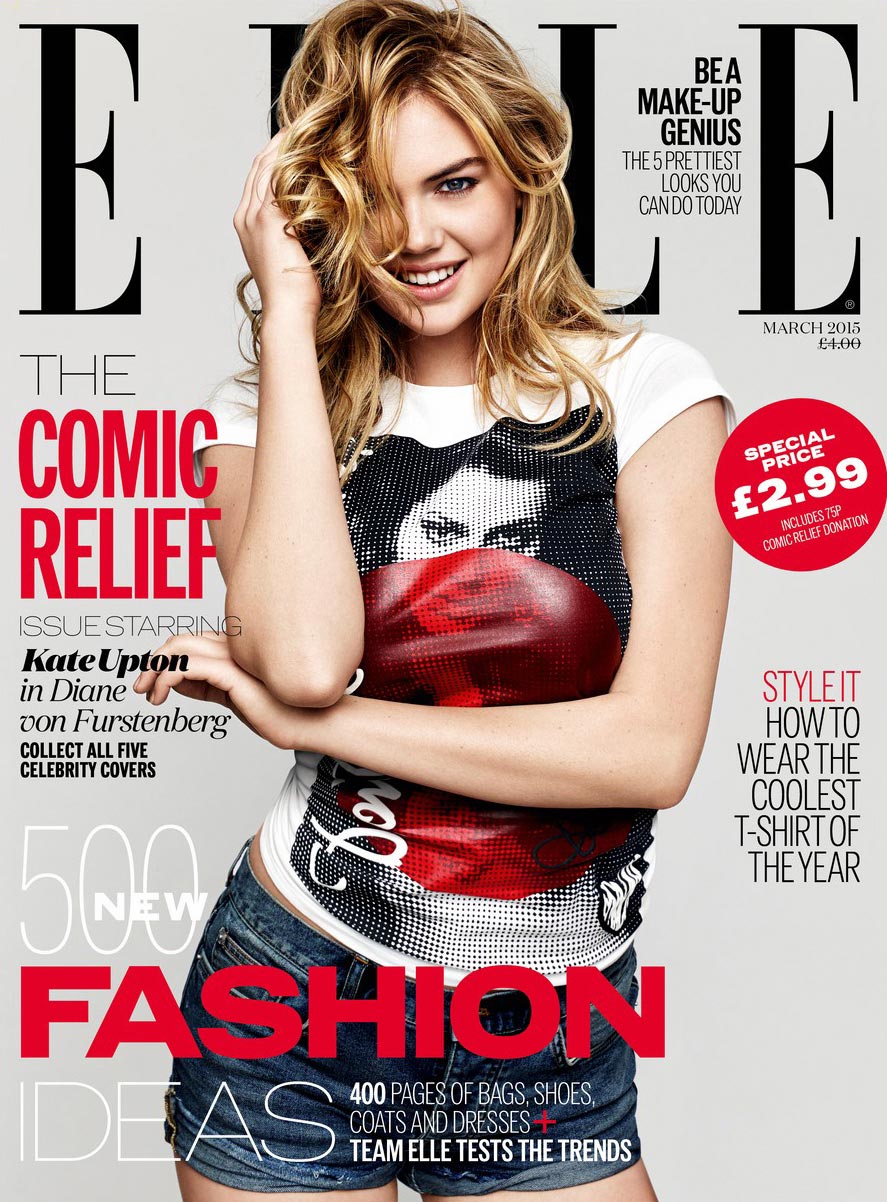 ELLE
BE A
MAKE-UP
GENIUS
THE 5 PRETTIEST
LOOKS YOU
CAN DO TODAY
®
MARCH 2015
£4.00
THE
COMIC
RELIEF
ISSUE STARRING
Kate Upton
in Diane
von Furstenberg
COLLECT ALL FIVE
CELEBRITY COVERS
SPECIAL
PRICE
£2.99
INCLUDES 75P
COMIC RELIEF DONATION
STYLE IT
HOW TO
WEAR THE
COOLEST
T-SHIRT OF
THE YEAR
500
NEW
FASHION
IDEAS
400 PAGES OF BAGS, SHOES,
COATS AND DRESSES +
TEAM ELLE TESTS THE TRENDS